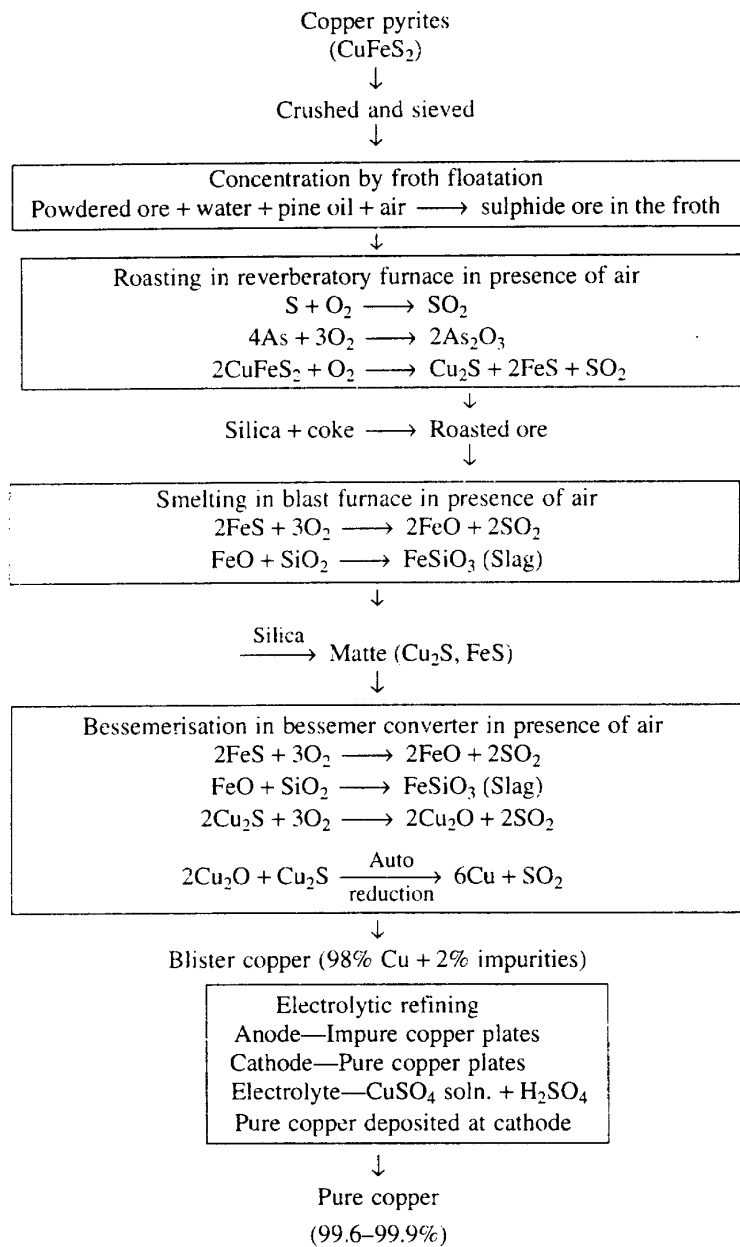 Copper pyrites
(CuFeS₂)
↓
Crushed and sieved
↓
Concentration by froth floatation
Powdered ore + water + pine oil + air ⟶ sulphide ore in the froth
↓
Roasting in reverberatory furnace in presence of air
S + O₂ ⟶ SO₂
4As + 3O₂ ⟶ 2As₂O₃
2CuFeS₂ + O₂ ⟶ Cu₂S + 2FeS + SO₂
↓
Silica + coke ⟶ Roasted ore
↓
Smelting in blast furnace in presence of air
2FeS + 3O₂ ⟶ 2FeO + 2SO₂
FeO + SiO₂ ⟶ FeSiO₃ (Slag)
↓
Silica
⟶ Matte (Cu₂S, FeS)
↓
Bessemerisation in bessemer converter in presence of air
2FeS + 3O₂ ⟶ 2FeO + 2SO₂
FeO + SiO₂ ⟶ FeSiO₃ (Slag)
2Cu₂S + 3O₂ ⟶ 2Cu₂O + 2SO₂
Auto
2Cu₂O + Cu₂S ⟶ 6Cu + SO₂
reduction
↓
Blister copper (98% Cu + 2% impurities)
Electrolytic refining
Anode—Impure copper plates
Cathode—Pure copper plates
Electrolyte—CuSO₄ soln. + H₂SO₄
Pure copper deposited at cathode
↓
Pure copper
(99.6–99.9%)